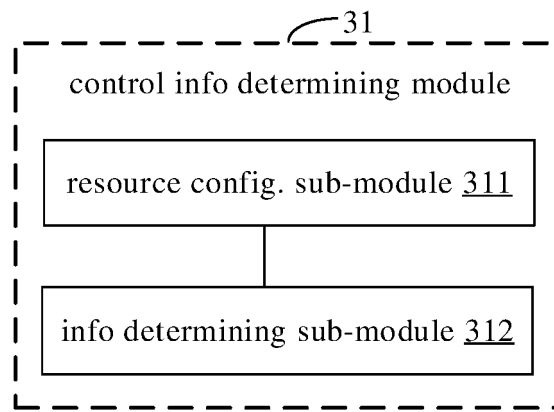 31
control info determining module
resource config. sub-module 311
info determining sub-module 312